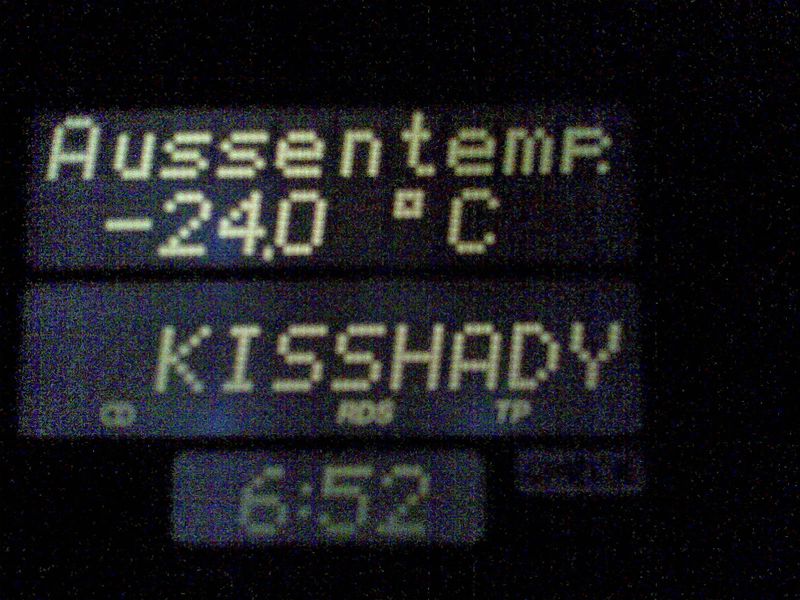 Aussentemp.
-24,0 °C
KISSHADY
CD RDS TP
6:52